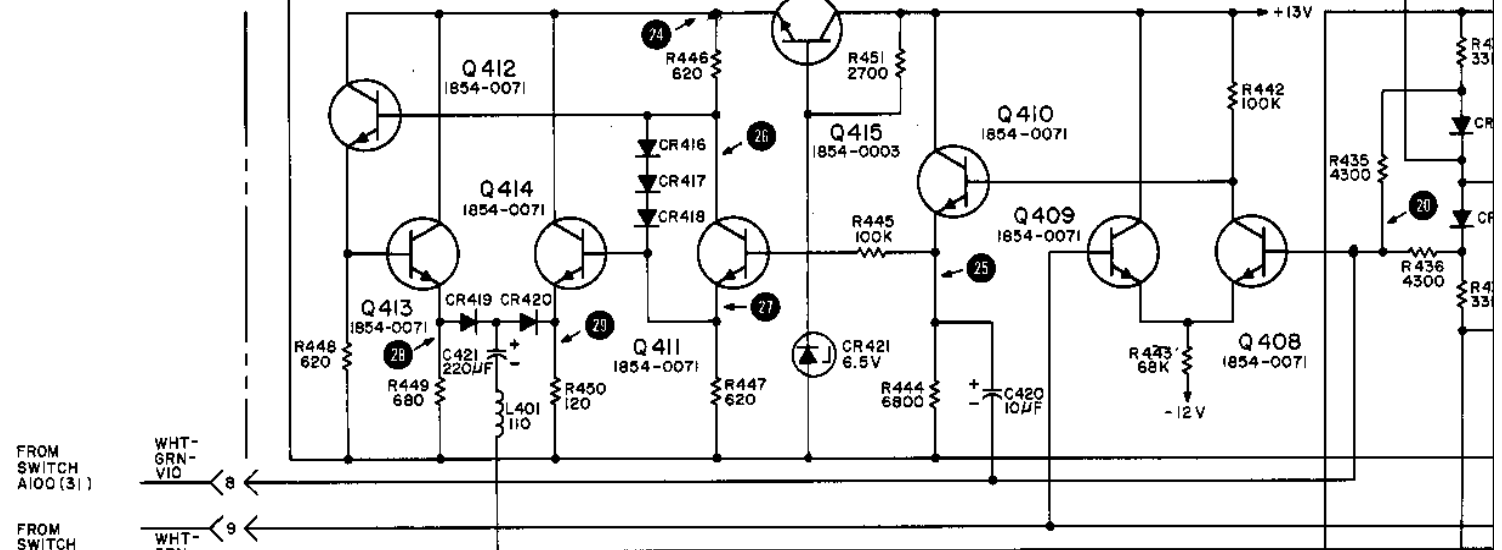 +13V
24
R446
620
R451
2700
Q412
1854-0071
R442
100K
Q410
1854-0071
Q415
1854-0003
26
CR416
CR417
CR418
R435
4300
Q414
1854-0071
20
R445
100K
Q409
1854-0071
25
R436
4300
CR419
CR420
Q413
1854-0071
29
27
28
R448
620
C421
220µF
+
-
Q411
1854-0071
CR421
6.5V
R443
68K
Q408
1854-0071
R449
680
R450
120
L401
110
R447
620
R444
6800
+
-
C420
10µF
-12V
FROM
SWITCH
A100(31)
WHT-
GRN-
VIO
8
FROM
SWITCH
WHT-
9